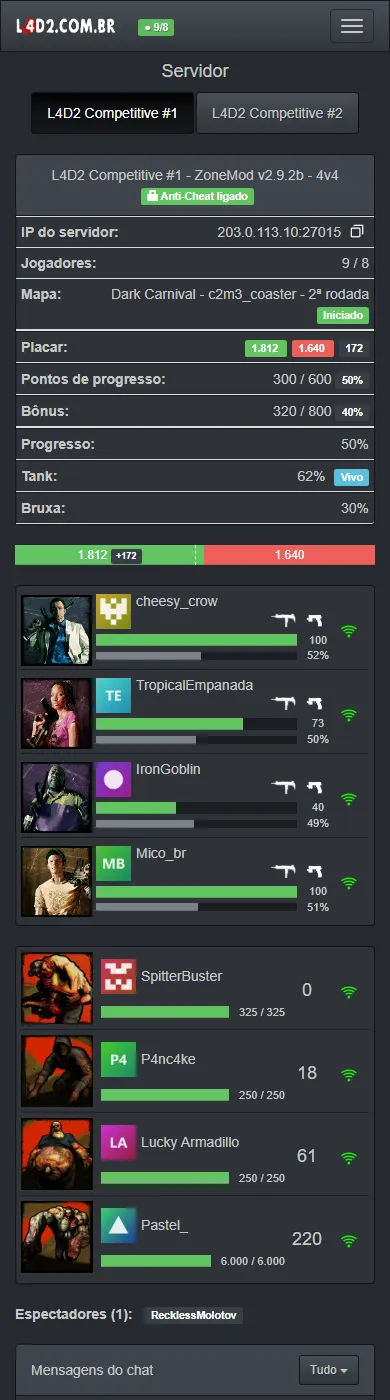 L4D2.COM.BR
● 9/8
Servidor
L4D2 Competitive #1
L4D2 Competitive #2
L4D2 Competitive #1 - ZoneMod v2.9.2b - 4v4
Anti-Cheat ligado
IP do servidor: 203.0.113.10:27015
Jogadores: 9 / 8
Mapa: Dark Carnival - c2m3_coaster - 2ª rodada
Iniciado
Placar: 1.812 1.640 172
Pontos de progresso: 300 / 600 50%
Bônus: 320 / 800 40%
Progresso: 50%
Tank: 62% Vivo
Bruxa: 30%
1.812 +172 1.640
cheesy_crow
100
52%
TE TropicalEmpanada
73
50%
IronGoblin
40
49%
MB Mico_br
100
51%
SpitterBuster 0
325 / 325
P4 P4nc4ke 18
250 / 250
LA Lucky Armadillo 61
250 / 250
Pastel_ 220
6.000 / 6.000
Espectadores (1): RecklessMolotov
Mensagens do chat Tudo